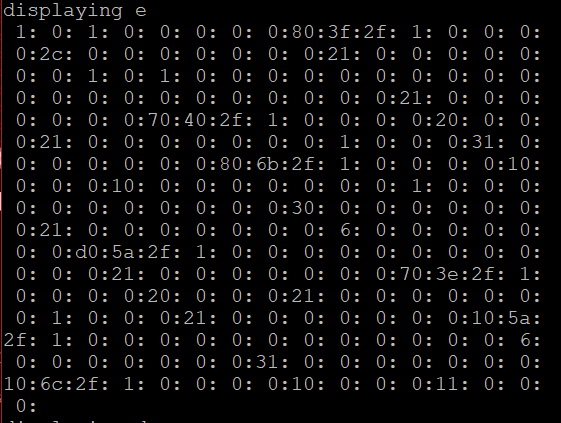 displaying e
 1: 0: 1: 0: 0: 0: 0: 0:80:3f:2f: 1: 0: 0: 0:
 0:2c: 0: 0: 0: 0: 0: 0: 0:21: 0: 0: 0: 0: 0:
 0: 0: 1: 0: 1: 0: 0: 0: 0: 0: 0: 0: 0: 0: 0:
 0: 0: 0: 0: 0: 0: 0: 0: 0: 0: 0:21: 0: 0: 0:
 0: 0: 0: 0:70:40:2f: 1: 0: 0: 0: 0:20: 0: 0:
 0:21: 0: 0: 0: 0: 0: 0: 0: 1: 0: 0: 0:31: 0:
 0: 0: 0: 0: 0: 0:80:6b:2f: 1: 0: 0: 0: 0:10:
 0: 0: 0:10: 0: 0: 0: 0: 0: 0: 0: 1: 0: 0: 0:
 0: 0: 0: 0: 0: 0: 0: 0:30: 0: 0: 0: 0: 0: 0:
 0:21: 0: 0: 0: 0: 0: 0: 0: 6: 0: 0: 0: 0: 0:
 0: 0:d0:5a:2f: 1: 0: 0: 0: 0: 0: 0: 0: 0: 0:
 0: 0: 0:21: 0: 0: 0: 0: 0: 0: 0:70:3e:2f: 1:
 0: 0: 0: 0:20: 0: 0: 0:21: 0: 0: 0: 0: 0: 0:
 0: 1: 0: 0: 0:21: 0: 0: 0: 0: 0: 0: 0:10:5a:
2f: 1: 0: 0: 0: 0: 0: 0: 0: 0: 0: 0: 0: 0: 6:
 0: 0: 0: 0: 0: 0: 0:31: 0: 0: 0: 0: 0: 0: 0:
10:6c:2f: 1: 0: 0: 0: 0:10: 0: 0: 0:11: 0: 0:
 0: